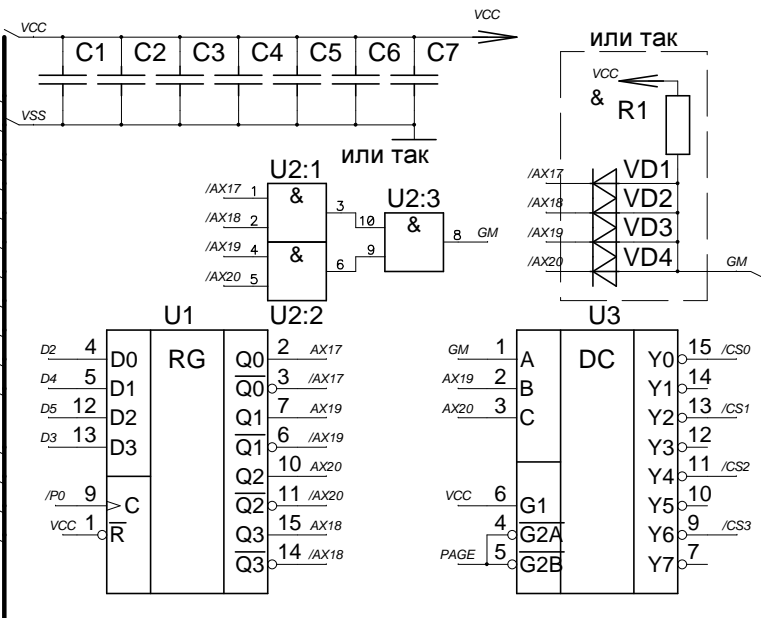 VCC
VCC
C1 C2 C3 C4 C5 C6 C7
VSS
или так
или так
VCC
&
R1
/AX17 VD1
/AX18 VD2
/AX19 VD3
/AX20 VD4
GM
U2:1
/AX17 1 & 3
/AX18 2
U2:3
10 & 8 GM
9
/AX19 4 & 6
/AX20 5
U2:2
U1
RG
D2 4 D0 Q0 2 AX17
D4 5 D1 Q0 3 /AX17
D5 12 D2 Q1 7 AX19
D3 13 D3 Q1 6 /AX19
Q2 10 AX20
/P0 9 C Q2 11 /AX20
VCC 1 R Q3 15 AX18
Q3 14 /AX18
U3
DC
GM 1 A Y0 15 /CS0
AX19 2 B Y1 14
AX20 3 C Y2 13 /CS1
Y3 12
Y4 11 /CS2
VCC 6 G1 Y5 10
4 G2A Y6 9 /CS3
PAGE 5 G2B Y7 7